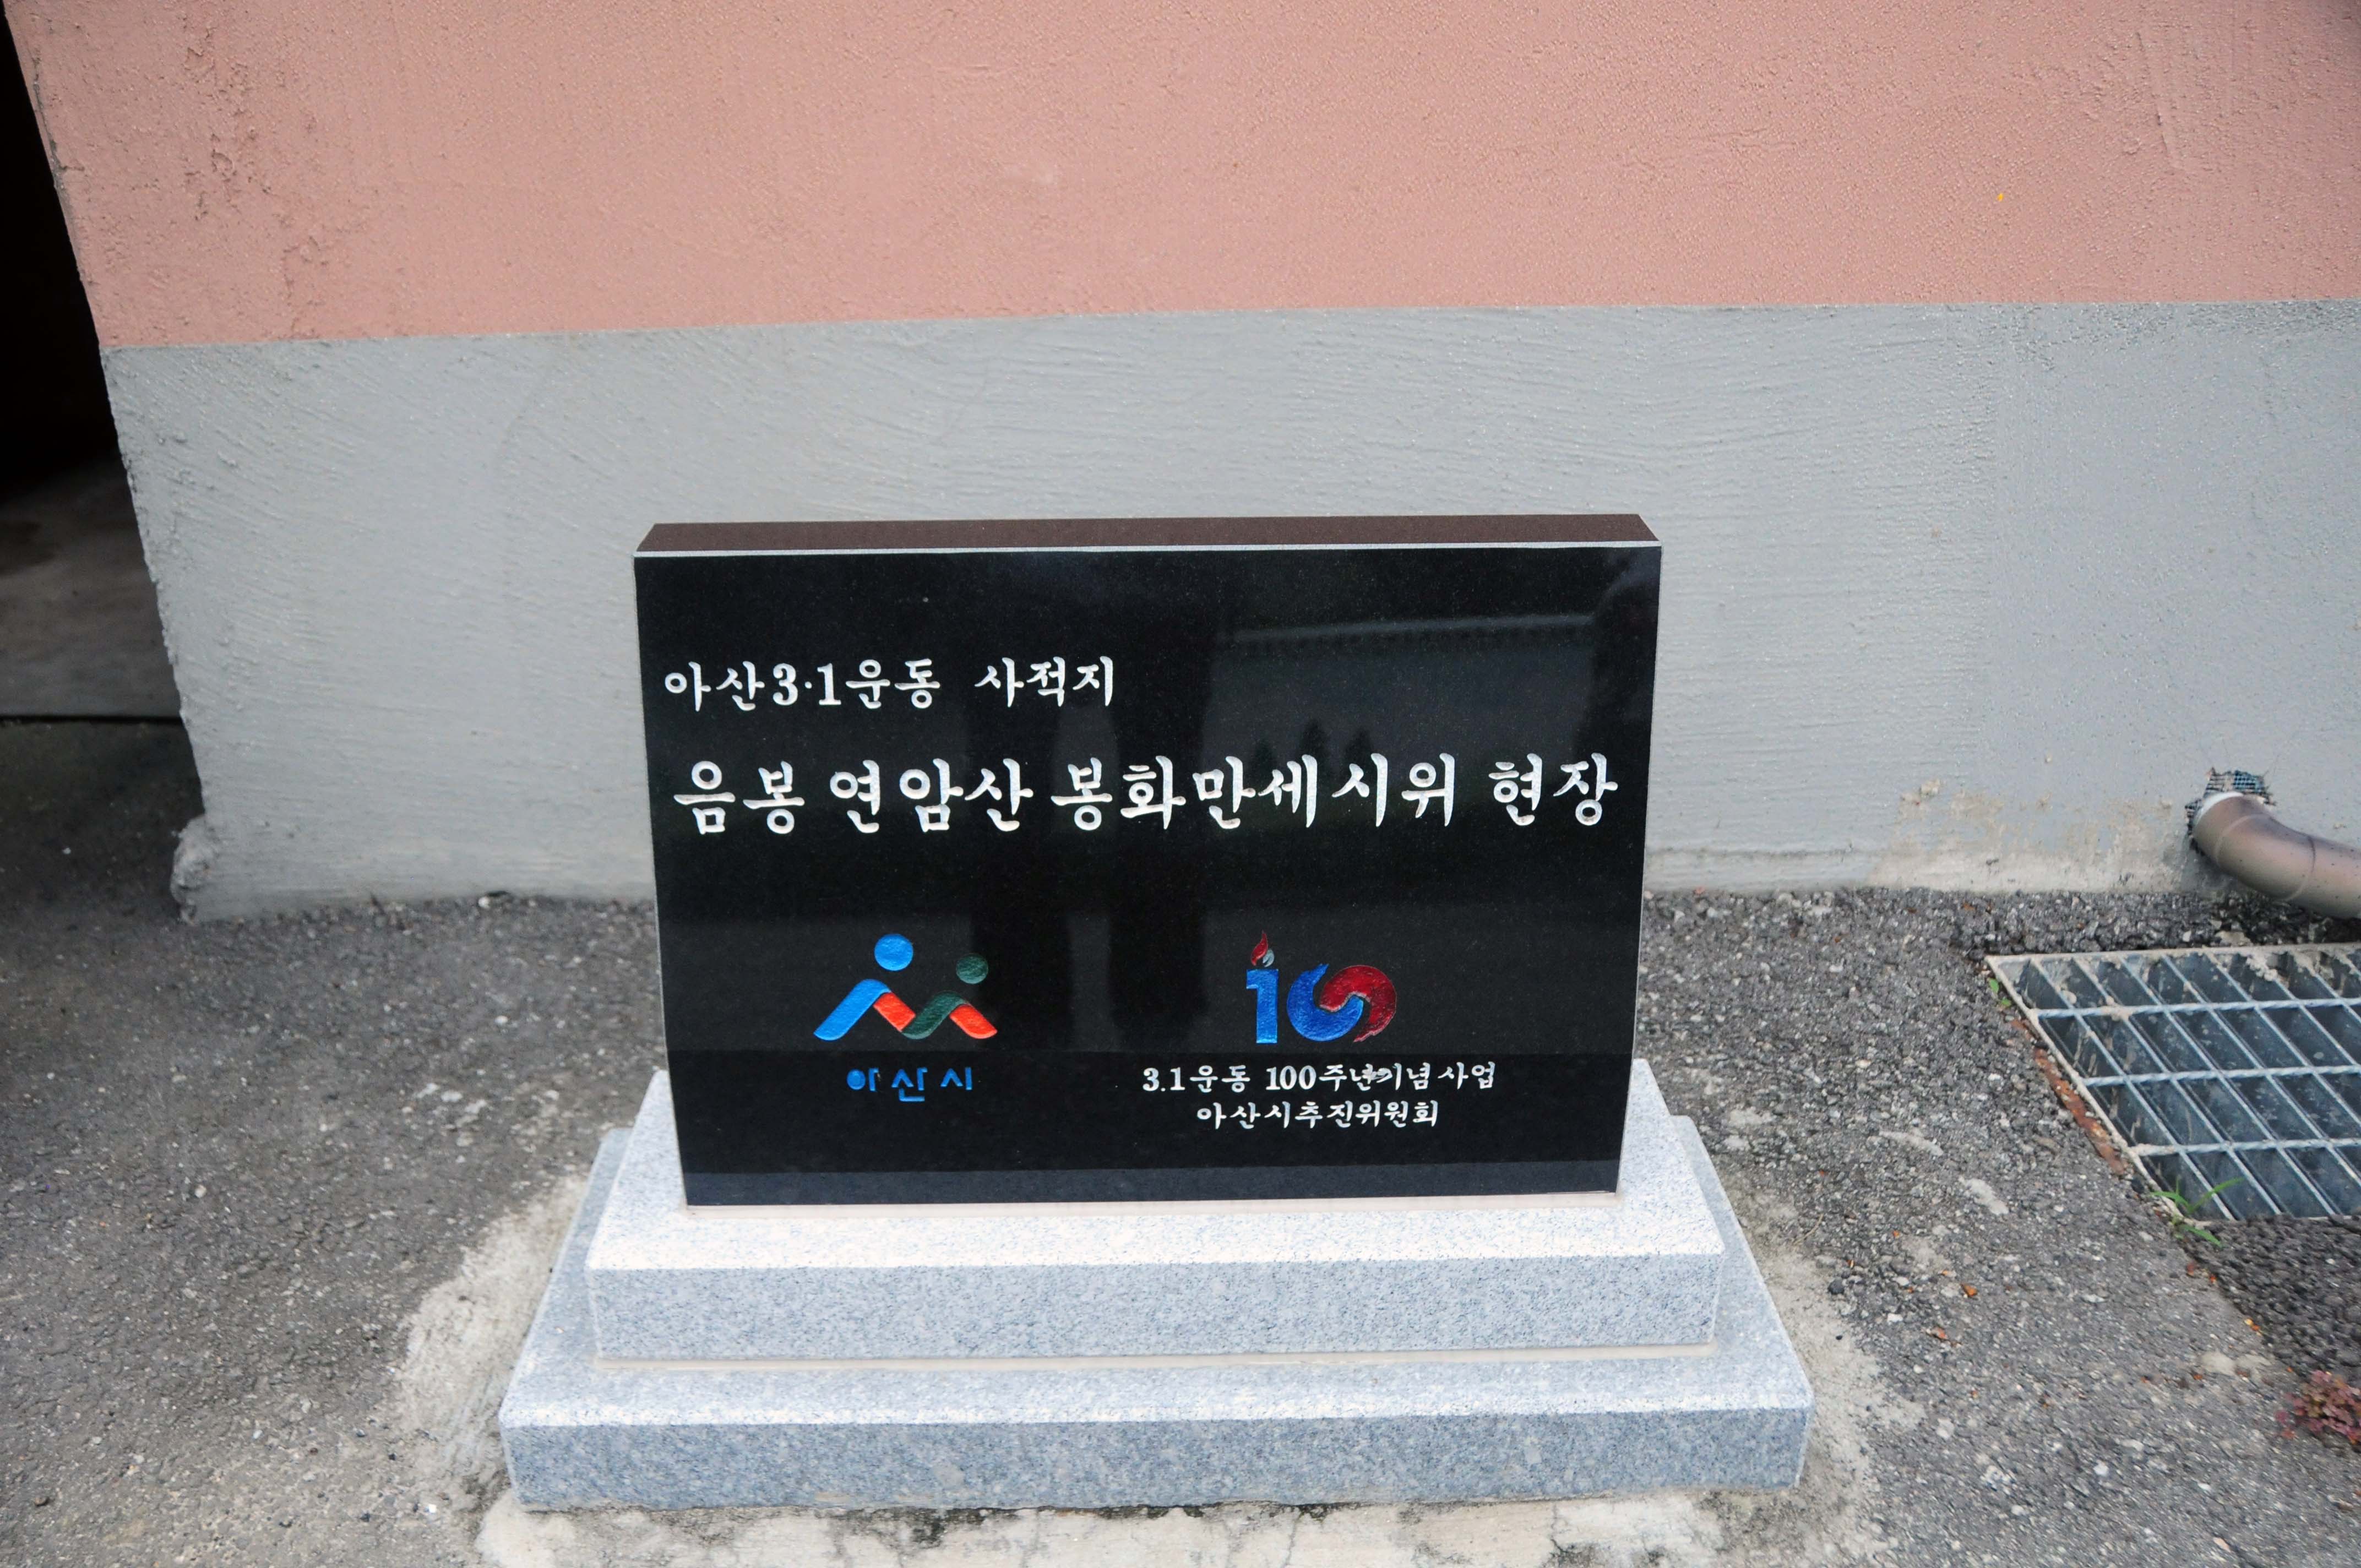 아산3·1운동 사적지
음봉 연암산 봉화만세시위 현장
아산시
100
3.1운동 100주년기념사업
아산시추진위원회